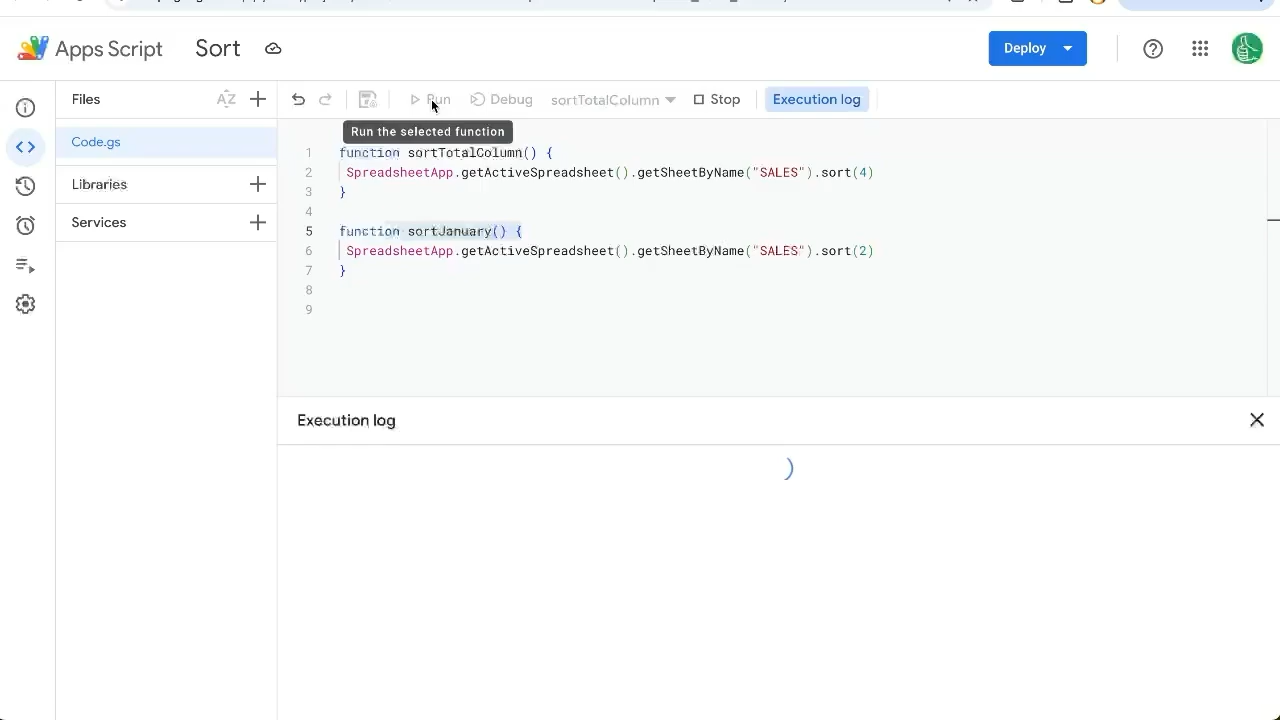 Apps Script Sort Deploy
Files
Run Debug sortTotalColumn Stop Execution log
Run the selected function
Code.gs
Libraries
Services
1 function sortTotalColumn() {
2 SpreadsheetApp.getActiveSpreadsheet().getSheetByName("SALES").sort(4)
3 }
4
5 function sortJanuary() {
6 SpreadsheetApp.getActiveSpreadsheet().getSheetByName("SALES").sort(2)
7 }
8
9
Execution log